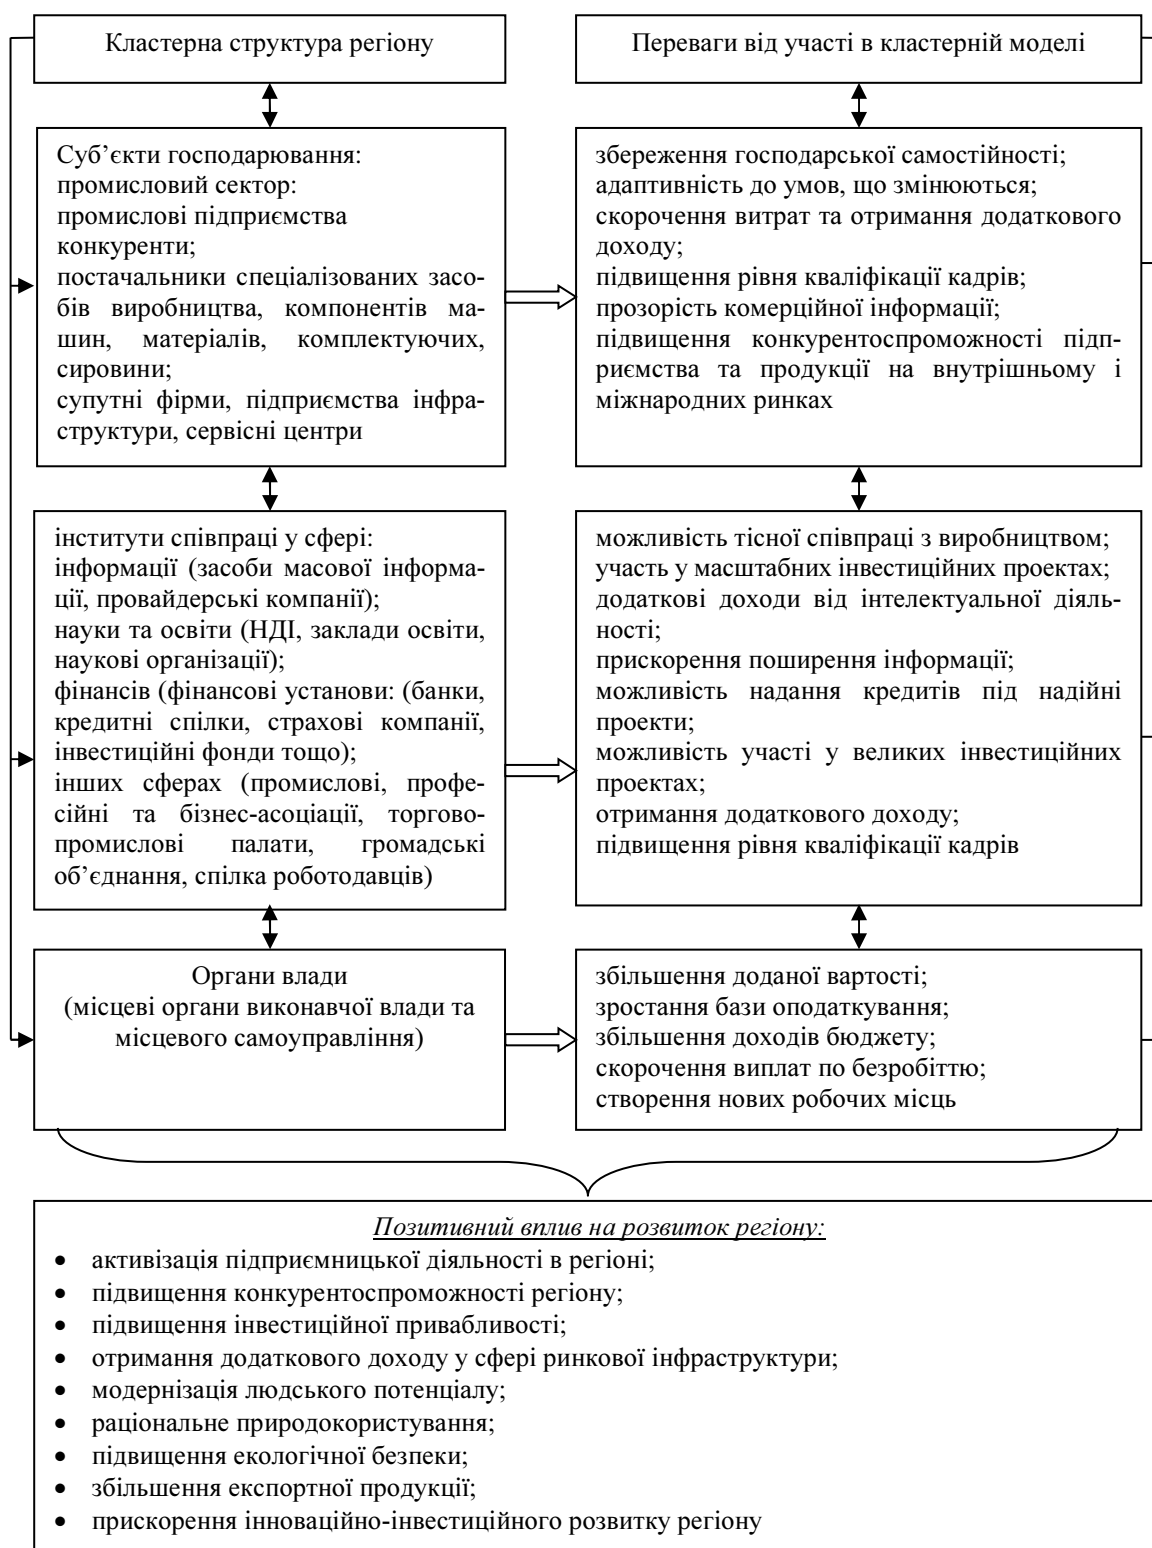 Кластерна структура регіону
Переваги від участі в кластерній моделі
Суб’єкти господарювання:
промисловий сектор:
промислові підприємства
конкуренти;
постачальники спеціалізованих засо-
бів виробництва, компонентів ма-
шин, матеріалів, комплектуючих,
сировини;
супутні фірми, підприємства інфра-
структури, сервісні центри
збереження господарської самостійності;
адаптивність до умов, що змінюються;
скорочення витрат та отримання додаткового
доходу;
підвищення рівня кваліфікації кадрів;
прозорість комерційної інформації;
підвищення конкурентоспроможності підп-
риємства та продукції на внутрішньому і
міжнародних ринках
інститути співпраці у сфері:
інформації (засоби масової інформа-
ції, провайдерські компанії);
науки та освіти (НДІ, заклади освіти,
наукові організації);
фінансів (фінансові установи: (банки,
кредитні спілки, страхові компанії,
інвестиційні фонди тощо);
інших сферах (промислові, профе-
сійні та бізнес-асоціації, торгово-
промислові палати, громадські
об’єднання, спілка роботодавців)
можливість тісної співпраці з виробництвом;
участь у масштабних інвестиційних проектах;
додаткові доходи від інтелектуальної діяль-
ності;
прискорення поширення інформації;
можливість надання кредитів під надійні
проекти;
можливість участі у великих інвестиційних
проектах;
отримання додаткового доходу;
підвищення рівня кваліфікації кадрів
Органи влади
(місцеві органи виконавчої влади та
місцевого самоуправління)
збільшення доданої вартості;
зростання бази оподаткування;
збільшення доходів бюджету;
скорочення виплат по безробіттю;
створення нових робочих місць
Позитивний вплив на розвиток регіону:
• активізація підприємницької діяльності в регіоні;
• підвищення конкурентоспроможності регіону;
• підвищення інвестиційної привабливості;
• отримання додаткового доходу у сфері ринкової інфраструктури;
• модернізація людського потенціалу;
• раціональне природокористування;
• підвищення екологічної безпеки;
• збільшення експортної продукції;
• прискорення інноваційно-інвестиційного розвитку регіону